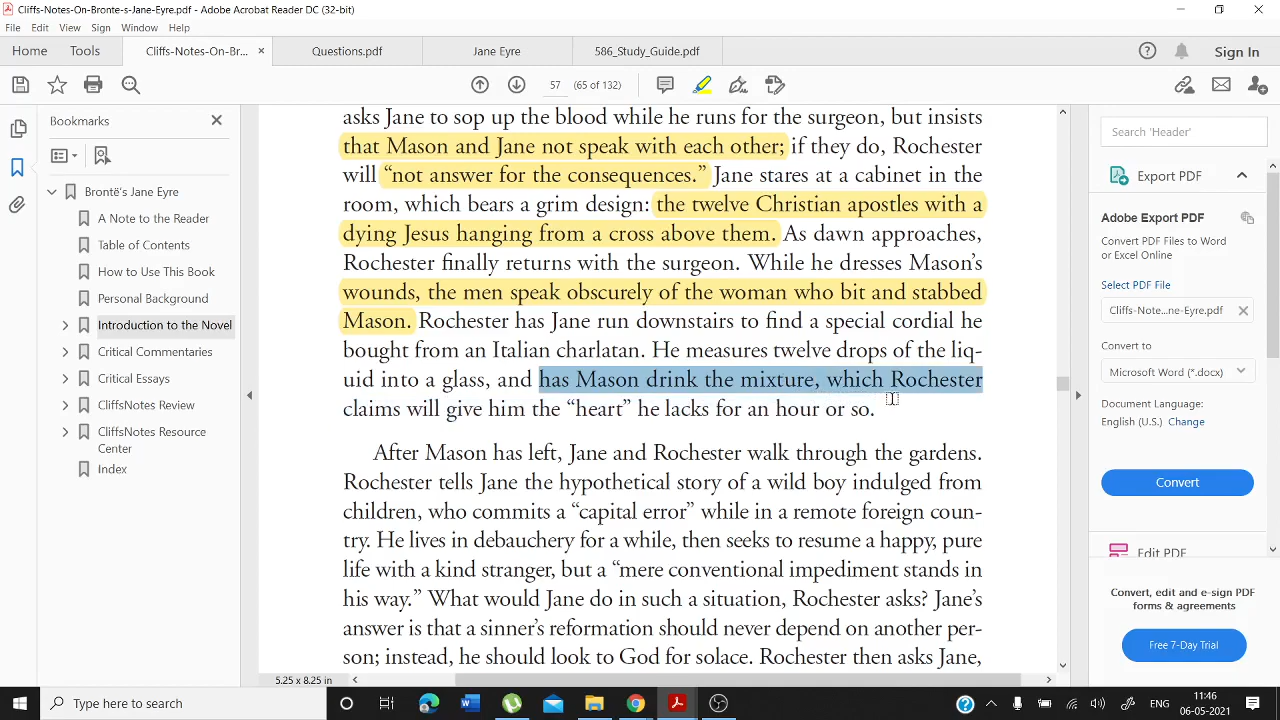 Cliffs-Notes-On-Bronte-s-Jane-Eyre.pdf - Adobe Acrobat Reader DC (32-bit)
File Edit View Sign Window Help
Home Tools Cliffs-Notes-On-Br... × Questions.pdf Jane Eyre 586_Study_Guide.pdf Sign In
57 (65 of 132)
Bookmarks
Brontë's Jane Eyre
A Note to the Reader
Table of Contents
How to Use This Book
Personal Background
Introduction to the Novel
Critical Commentaries
Critical Essays
CliffsNotes Review
CliffsNotes Resource
Center
Index
asks Jane to sop up the blood while he runs for the surgeon, but insists
that Mason and Jane not speak with each other; if they do, Rochester
will “not answer for the consequences.” Jane stares at a cabinet in the
room, which bears a grim design: the twelve Christian apostles with a
dying Jesus hanging from a cross above them. As dawn approaches,
Rochester finally returns with the surgeon. While he dresses Mason’s
wounds, the men speak obscurely of the woman who bit and stabbed
Mason. Rochester has Jane run downstairs to find a special cordial he
bought from an Italian charlatan. He measures twelve drops of the liq-
uid into a glass, and has Mason drink the mixture, which Rochester
claims will give him the “heart” he lacks for an hour or so.
After Mason has left, Jane and Rochester walk through the gardens.
Rochester tells Jane the hypothetical story of a wild boy indulged from
children, who commits a “capital error” while in a remote foreign coun-
try. He lives in debauchery for a while, then seeks to resume a happy, pure
life with a kind stranger, but a “mere conventional impediment stands in
his way.” What would Jane do in such a situation, Rochester asks? Jane’s
answer is that a sinner’s reformation should never depend on another per-
son; instead, he should look to God for solace. Rochester then asks Jane,
5.25 x 8.25 in
Search 'Header'
Export PDF
Adobe Export PDF
Convert PDF Files to Word
or Excel Online
Select PDF File
Cliffs-Note...ne-Eyre.pdf
Convert to
Microsoft Word (*.docx)
Document Language:
English (U.S.) Change
Convert
Edit PDF
Convert, edit and e-sign PDF
forms & agreements
Free 7-Day Trial
Type here to search
ENG
11:46
06-05-2021